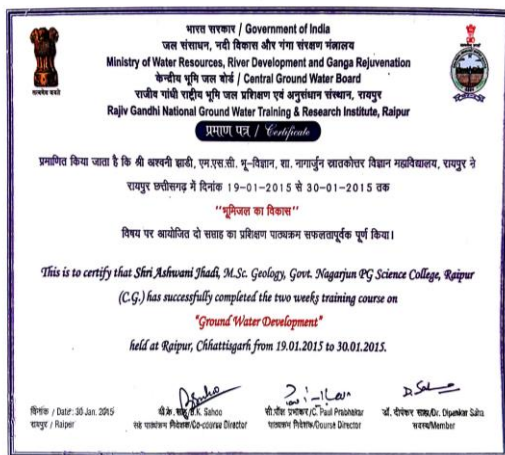 भारत सरकार / Government of India
जल संसाधन, नदी विकास और गंगा संरक्षण मंत्रालय
Ministry of Water Resources, River Development and Ganga Rejuvenation
केन्द्रीय भूमि जल बोर्ड / Central Ground Water Board
राजीव गांधी राष्ट्रीय भूमि जल प्रशिक्षण एवं अनुसंधान संस्थान, रायपुर
Rajiv Gandhi National Ground Water Training & Research Institute, Raipur
सत्यमेव जयते
प्रमाण पत्र / Certificate
प्रमाणित किया जाता है कि श्री अश्वनी झाडी, एम.एस.सी. भू-विज्ञान, शा. नागार्जुन स्नातकोत्तर विज्ञान महाविद्यालय, रायपुर ने
रायपुर छत्तीसगढ़ में दिनांक 19-01-2015 से 30-01-2015 तक
"भूमिजल का विकास"
विषय पर आयोजित दो सप्ताह का प्रशिक्षण पाठ्यक्रम सफलतापूर्वक पूर्ण किया।
This is to certify that Shri Ashwani Jhadi, M.Sc. Geology, Govt. Nagarjun PG Science College, Raipur
(C.G.) has successfully completed the two weeks training course on
"Ground Water Development"
held at Raipur, Chhattisgarh from 19.01.2015 to 30.01.2015.
दिनांक / Date: 30 Jan. 2015
रायपुर / Raipur
बी.के. साहू/B.K. Sahoo
सह पाठ्यक्रम निदेशक/Co-course Director
सी.पॉल प्रभाकर/C. Paul Prabhakar
पाठ्यक्रम निदेशक/Course Director
डॉ. दीपंकर साहा/Dr. Dipankar Saha
सदस्य/Member